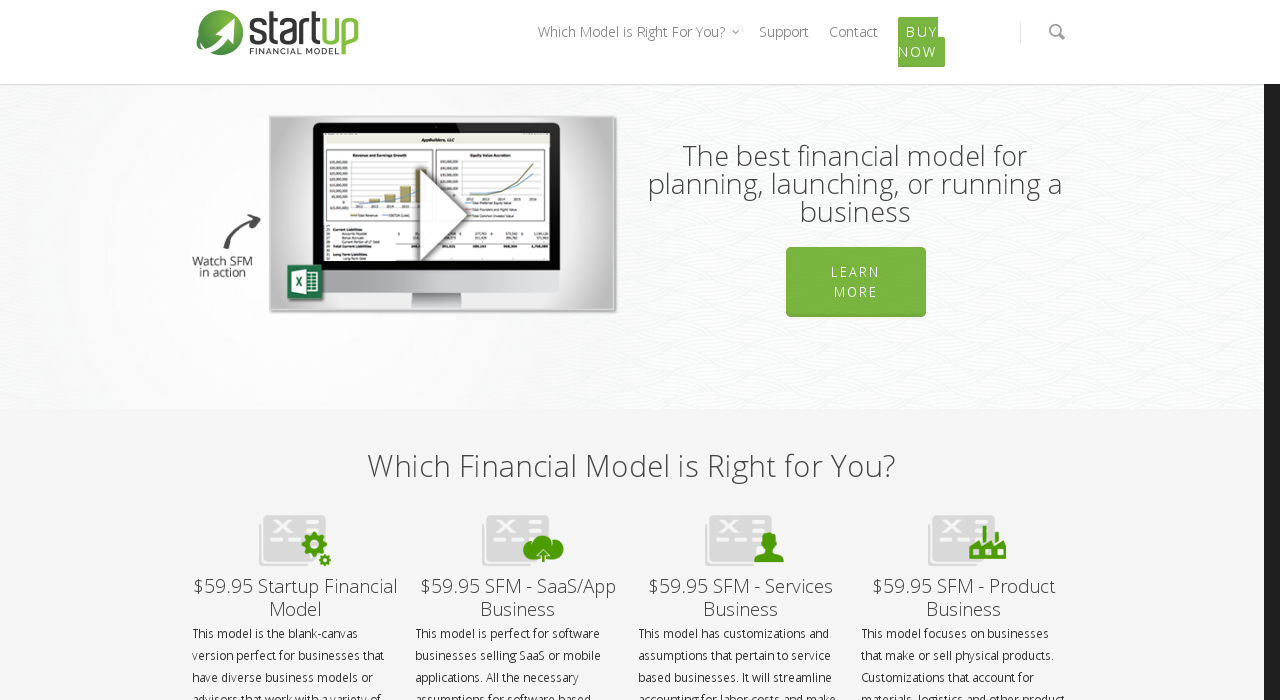 startup
FINANCIAL MODEL
Which Model is Right For You?
Support
Contact
BUY
NOW
AppBuilders, LLC
Revenue and Earnings Growth
Equity Value Accretion
Watch SFM
in action
The best financial model for
planning, launching, or running a
business
LEARN
MORE
Which Financial Model is Right for You?
$59.95 Startup Financial
Model
This model is the blank-canvas
version perfect for businesses that
have diverse business models or
advisors that work with a variety of
$59.95 SFM - SaaS/App
Business
This model is perfect for software
businesses selling SaaS or mobile
applications. All the necessary
assumptions for software based
$59.95 SFM - Services
Business
This model has customizations and
assumptions that pertain to service
based businesses. It will streamline
accounting for labor costs and make
$59.95 SFM - Product
Business
This model focuses on businesses
that make or sell physical products.
Customizations that account for
materials, logistics and other product